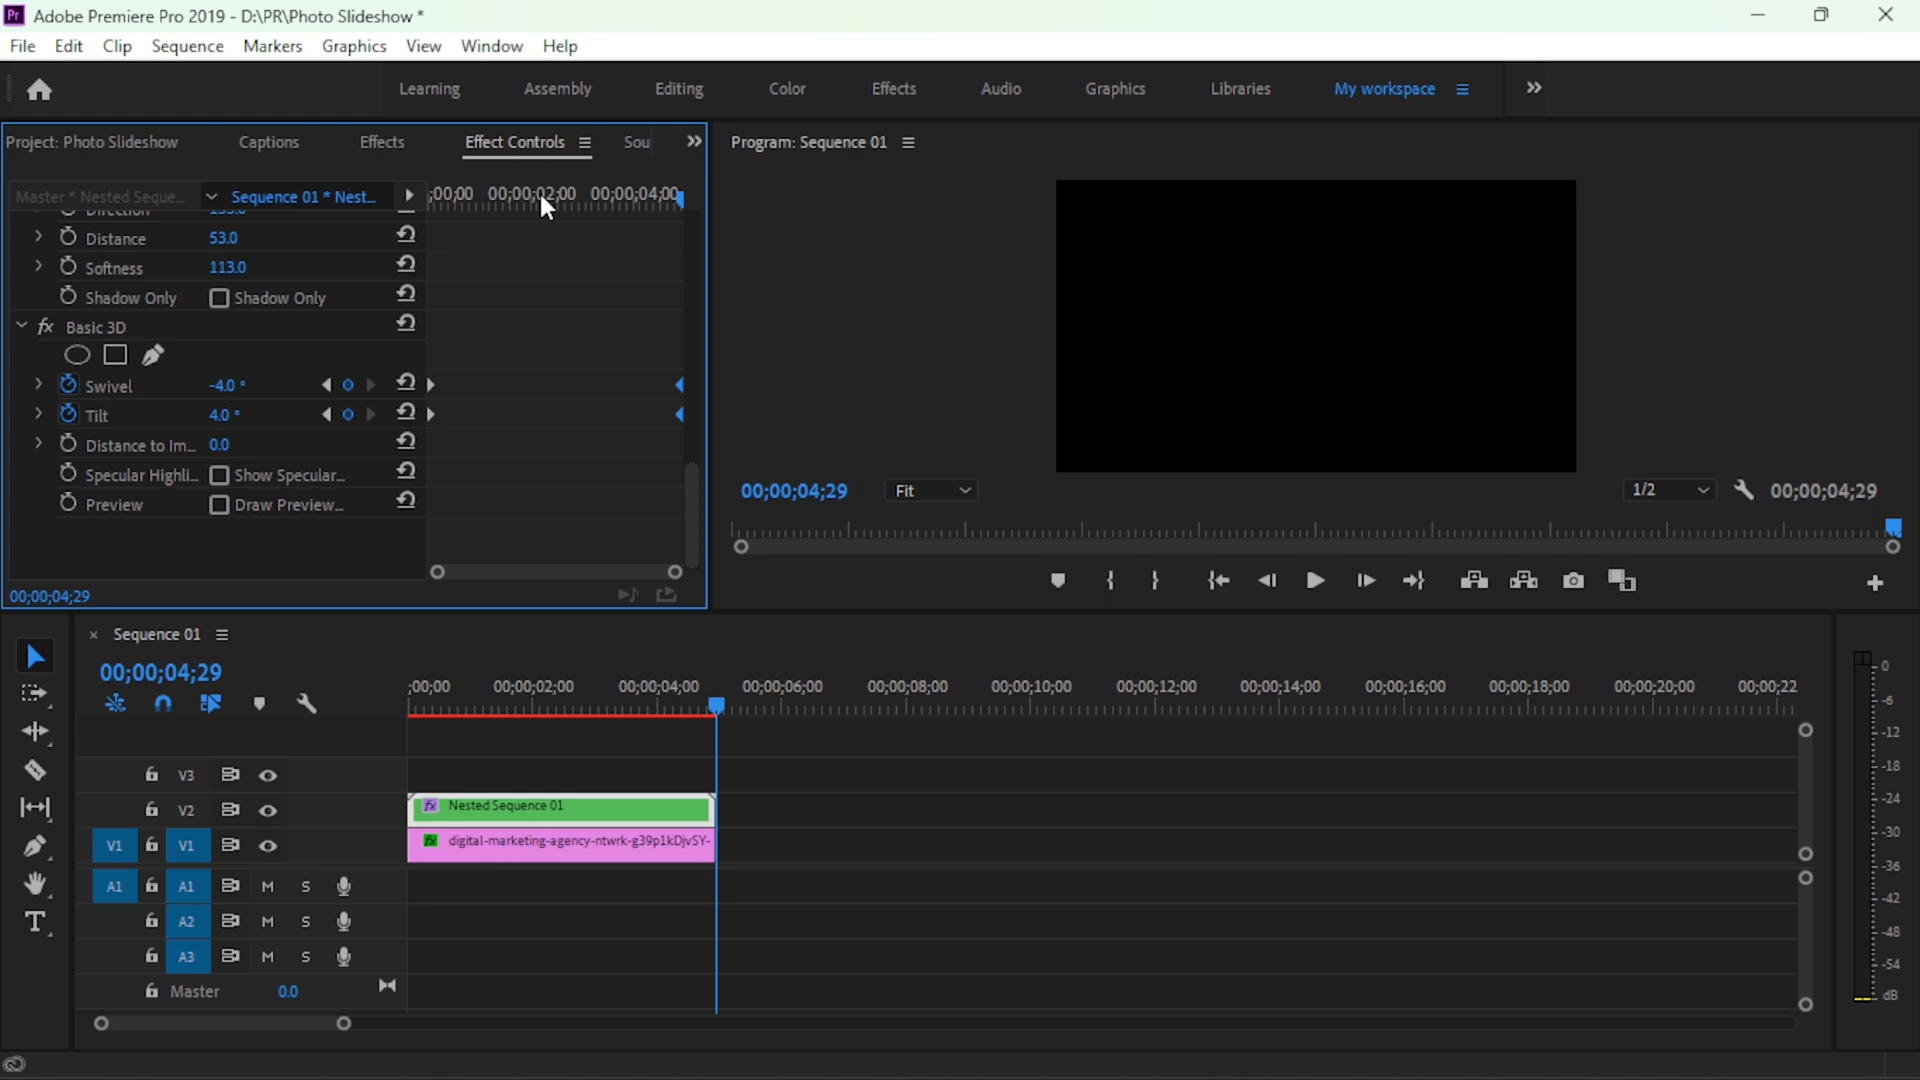 Pr Adobe Premiere Pro 2019 - D:\PR\Photo Slideshow *
File Edit Clip Sequence Markers Graphics View Window Help
Learning Assembly Editing Color Effects Audio Graphics Libraries My workspace
Project: Photo Slideshow Captions Effects Effect Controls Sou
Program: Sequence 01
Master * Nested Seque... Sequence 01 * Nest... ;00;00 00;00;02;00 00;00;04;00
Direction
Distance 53.0
Softness 113.0
Shadow Only Shadow Only
fx Basic 3D
Swivel -4.0 °
Tilt 4.0 °
Distance to Im... 0.0
Specular Highli... Show Specular...
Preview Draw Preview...
00;00;04;29
00;00;04;29 Fit 1/2 00;00;04;29
× Sequence 01
00;00;04;29
;00;00 00;00;02;00 00;00;04;00 00;00;06;00 00;00;08;00 00;00;10;00 00;00;12;00 00;00;14;00 00;00;16;00 00;00;18;00 00;00;20;00 00;00;22
V3
V2 fx Nested Sequence 01
V1 V1 fx digital-marketing-agency-ntwrk-g39p1kDjvSY-
A1 A1 M S
A2 M S
A3 M S
Master 0.0
0
-6
-12
-18
-24
-30
-36
-42
-48
-54
dB